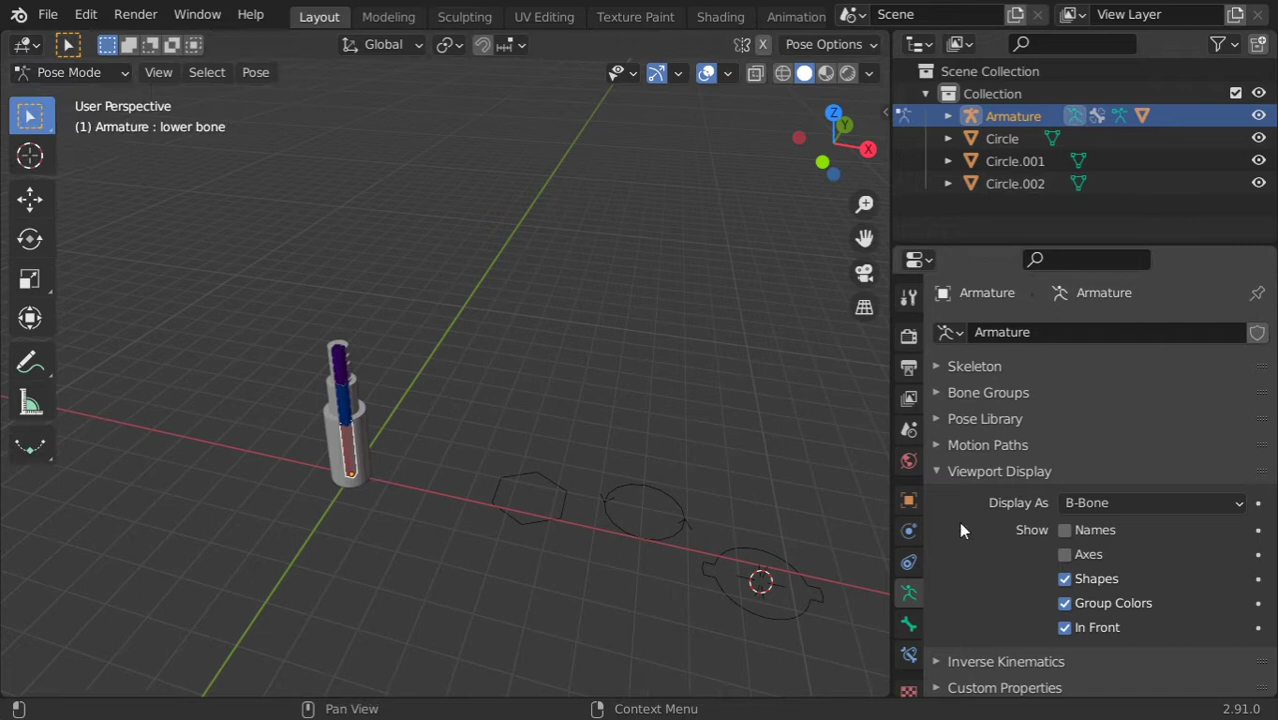 File Edit Render Window Help Layout Modeling Sculpting UV Editing Texture Paint Shading Animation Scene View Layer
Global X Pose Options
Pose Mode View Select Pose
User Perspective
(1) Armature : lower bone
Z
Y
X
Scene Collection
Collection
Armature
Circle
Circle.001
Circle.002
Armature Armature
Armature
Skeleton
Bone Groups
Pose Library
Motion Paths
Viewport Display
Display As B-Bone
Show Names
Axes
Shapes
Group Colors
In Front
Inverse Kinematics
Custom Properties
Pan View Context Menu 2.91.0